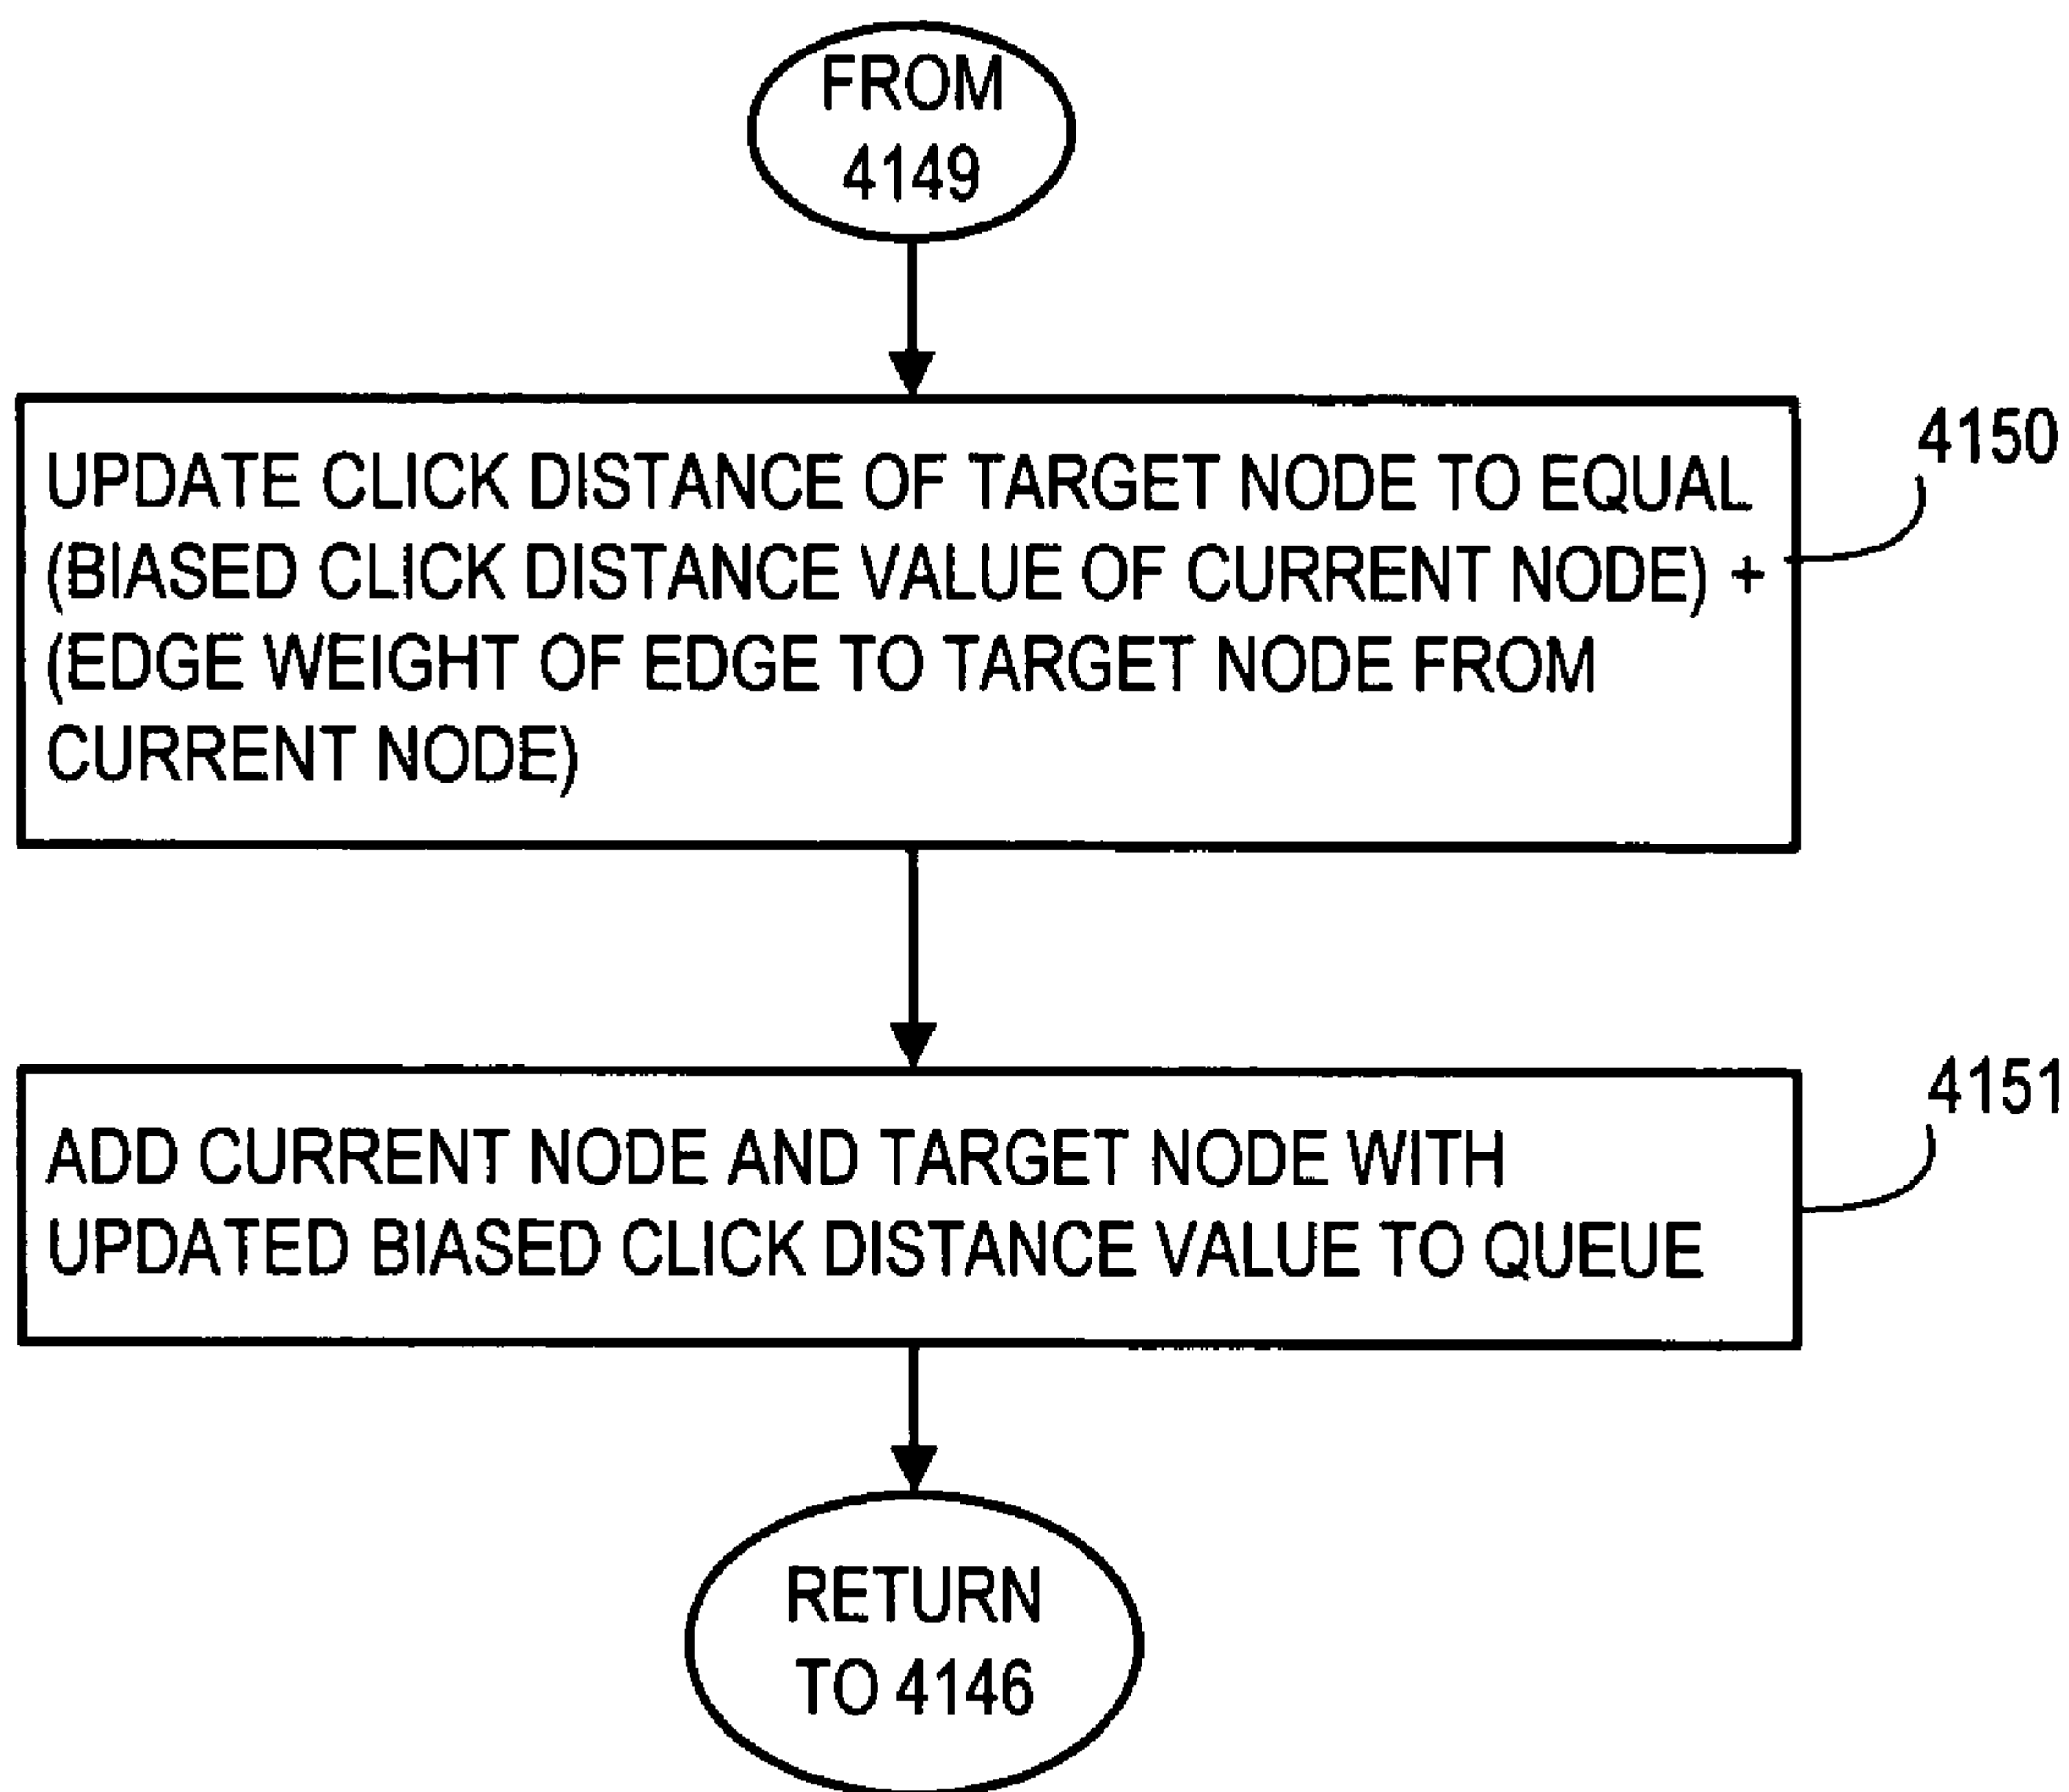 FROM
4149
4150
UPDATE CLICK DISTANCE OF TARGET NODE TO EQUAL
(BIASED CLICK DISTANCE VALUE OF CURRENT NODE) +
(EDGE WEIGHT OF EDGE TO TARGET NODE FROM
CURRENT NODE)
4151
ADD CURRENT NODE AND TARGET NODE WITH
UPDATED BIASED CLICK DISTANCE VALUE TO QUEUE
RETURN
TO 4146